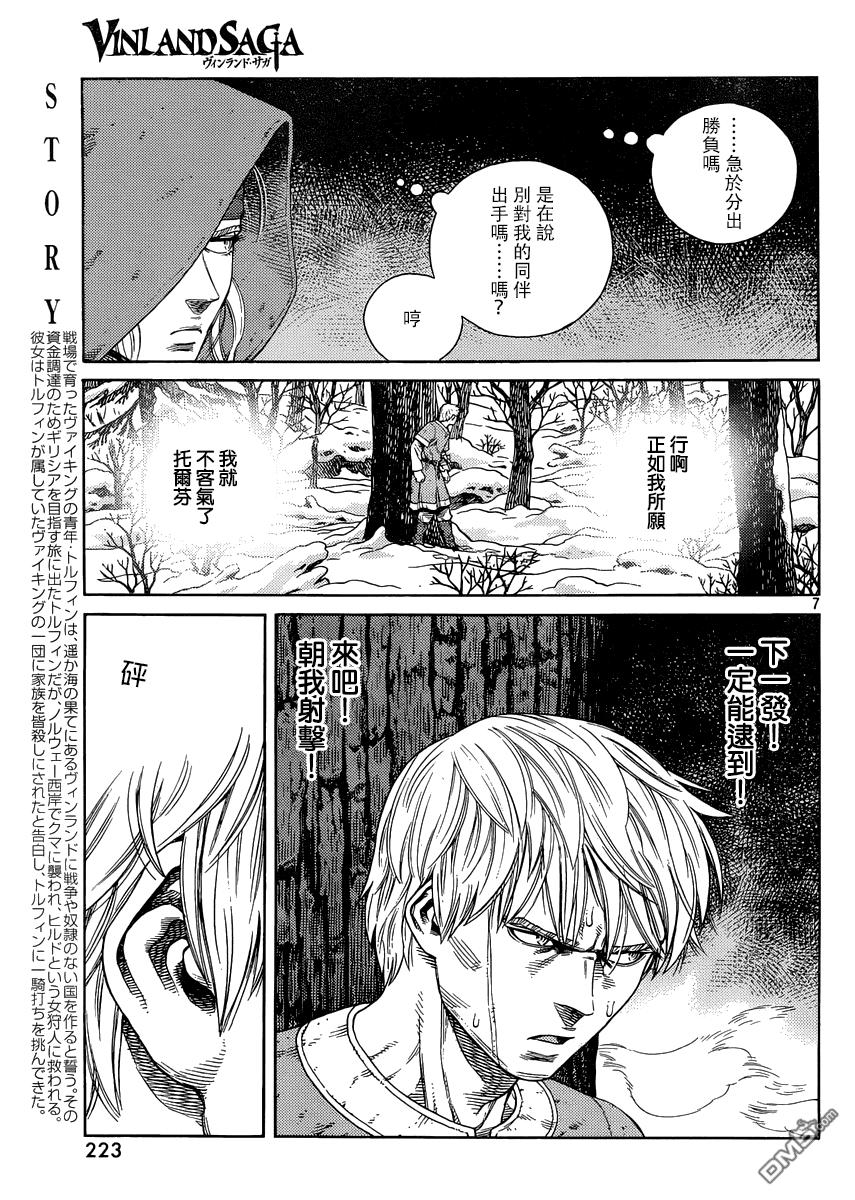 VINLAND SAGA
ヴィンランド・サガ
STORY
戦場で育ったヴァイキングの青年・トルフィンは、遥か海の果てにあるヴィンランドに戦争や奴隷のない国を作ると誓う。その
資金調達のためギリシアを目指す旅に出たトルフィンだが、ノルウェー西岸でクマに襲われ、ヒルドという女狩人に救われる。
彼女はトルフィンが属していたヴァイキングの一団に家族を皆殺しにされたと告白し、トルフィンに一騎打ちを挑んできた。
……急於分出
勝負嗎
是在說
別對我的同伴
出手嗎……嗎？
哼
行啊
正如我所願
我就
不客氣了
托爾芬
7
下一發！
一定能逮到！
來吧！
朝我射擊！
砰
223
DM5.com